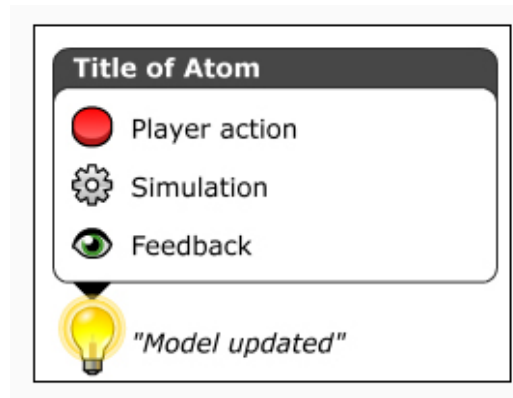 Title of Atom
Player action
Simulation
Feedback
"Model updated"